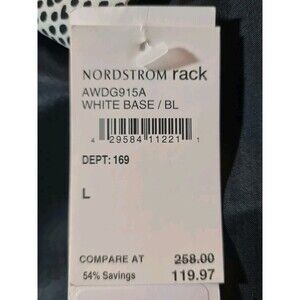 NORDSTROM rack
AWDG915A
WHITE BASE / BL
4 29584 11221 1
DEPT: 169
L
COMPARE AT 258.00
54% Savings 119.97